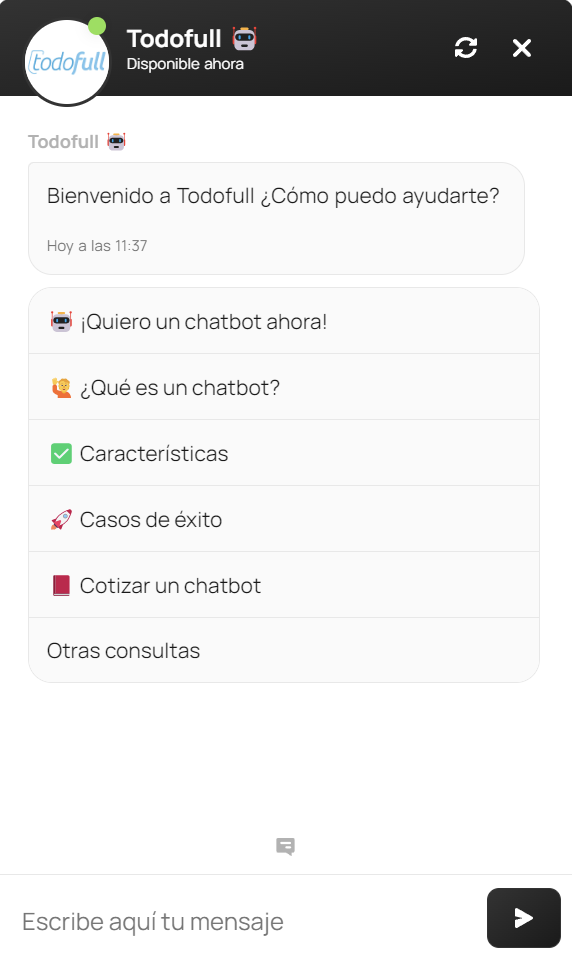 todofull
Todofull 🤖
Disponible ahora
Todofull 🤖
Bienvenido a Todofull ¿Cómo puedo ayudarte?
Hoy a las 11:37
🤖 ¡Quiero un chatbot ahora!
🙋 ¿Qué es un chatbot?
✅ Características
🚀 Casos de éxito
📕 Cotizar un chatbot
Otras consultas
Escribe aquí tu mensaje